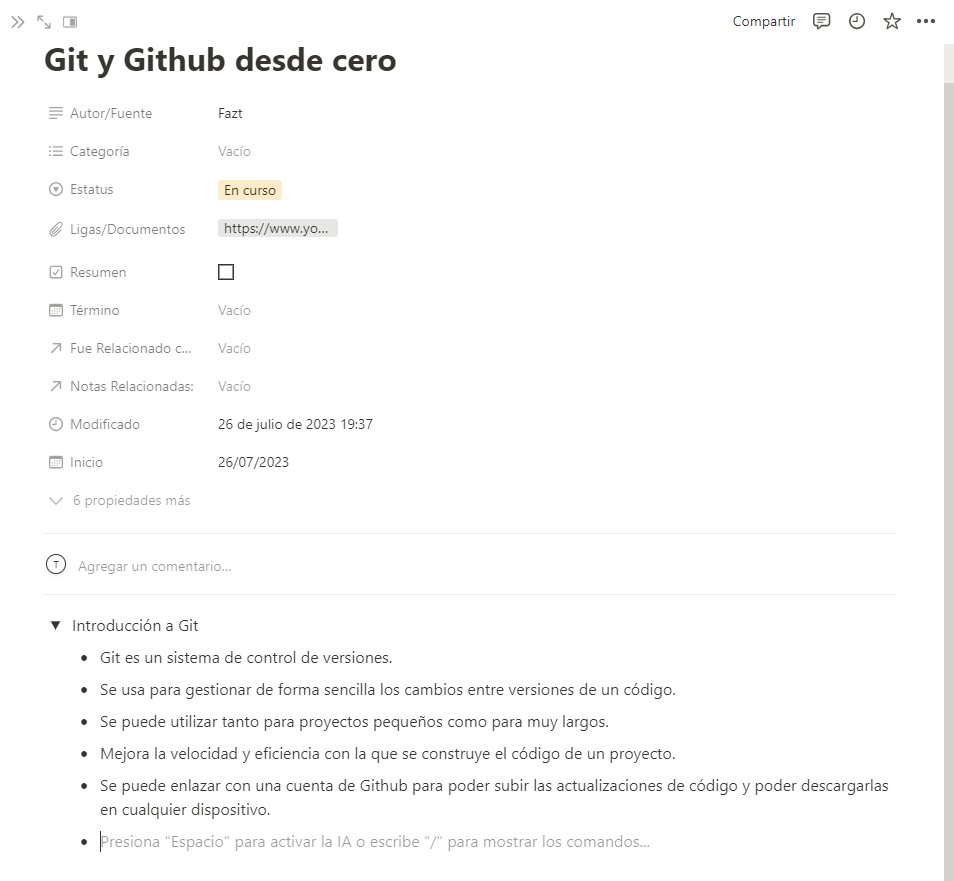 Compartir
Git y Github desde cero
Autor/Fuente Fazt
Categoría Vacío
Estatus En curso
Ligas/Documentos https://www.yo...
Resumen
Término Vacío
Fue Relacionado c... Vacío
Notas Relacionadas: Vacío
Modificado 26 de julio de 2023 19:37
Inicio 26/07/2023
6 propiedades más
T Agregar un comentario...
Introducción a Git
Git es un sistema de control de versiones.
Se usa para gestionar de forma sencilla los cambios entre versiones de un código.
Se puede utilizar tanto para proyectos pequeños como para muy largos.
Mejora la velocidad y eficiencia con la que se construye el código de un proyecto.
Se puede enlazar con una cuenta de Github para poder subir las actualizaciones de código y poder descargarlas
en cualquier dispositivo.
Presiona "Espacio" para activar la IA o escribe "/" para mostrar los comandos...